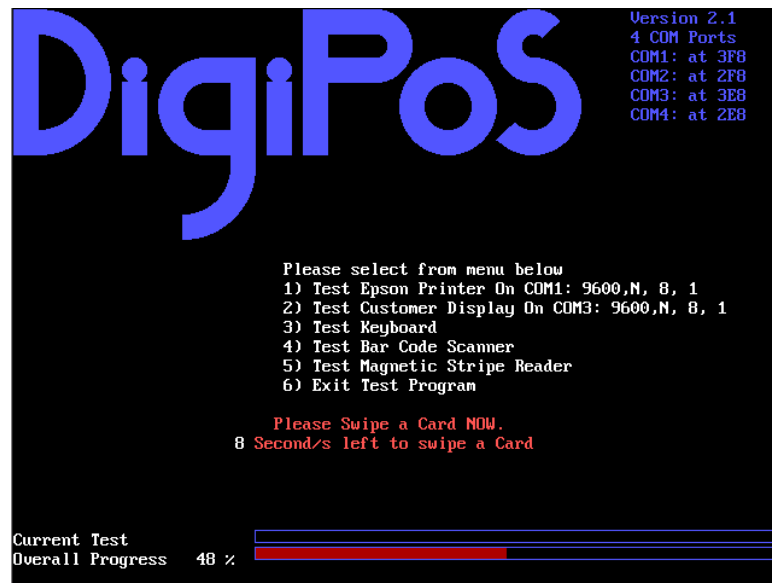 DigiPoS
Version 2.1
4 COM Ports
COM1: at 3F8
COM2: at 2F8
COM3: at 3E8
COM4: at 2E8
Please select from menu below
1) Test Epson Printer On COM1: 9600,N, 8, 1
2) Test Customer Display On COM3: 9600,N, 8, 1
3) Test Keyboard
4) Test Bar Code Scanner
5) Test Magnetic Stripe Reader
6) Exit Test Program
Please Swipe a Card NOW.
8 Second/s left to swipe a Card
Current Test
Overall Progress 48 %